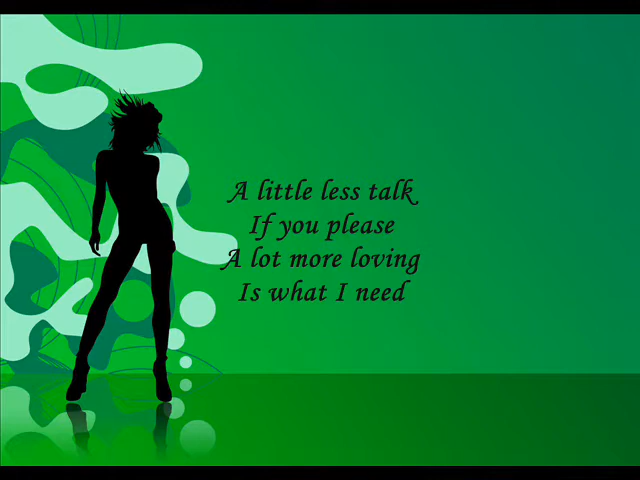 A little less talk
If you please
A lot more loving
Is what I need